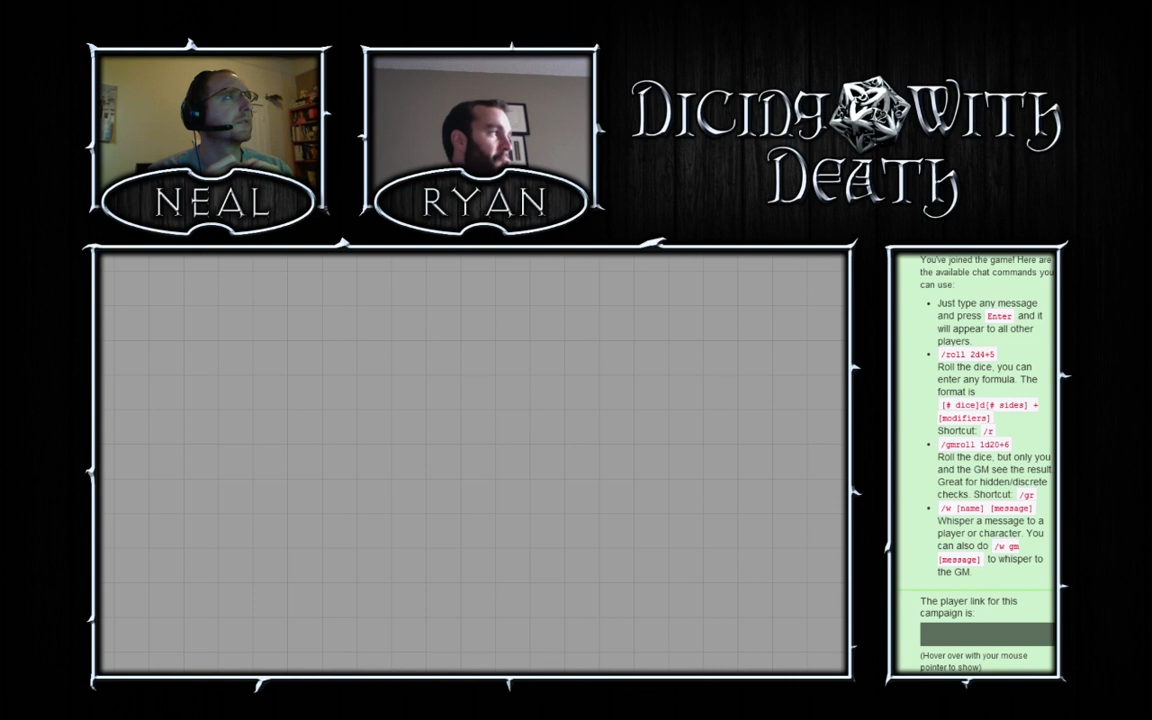 NEAL
RYAN
DICING WITH
DEATH
You've joined the game! Here are
the available chat commands you
can use:
• Just type any message
and press Enter and it
will appear to all other
players.
• /roll 2d4+5
Roll the dice, you can
enter any formula. The
format is
[# dice]d[# sides] +
[modifiers]
Shortcut: /r
• /gmroll 1d20+6
Roll the dice, but only you
and the GM see the result
Great for hidden/discrete
checks. Shortcut: /gr
• /w [name] [message]
Whisper a message to a
player or character. You
can also do /w gm
[message] to whisper to
the GM.
The player link for this
campaign is:
(Hover over with your mouse
pointer to show)